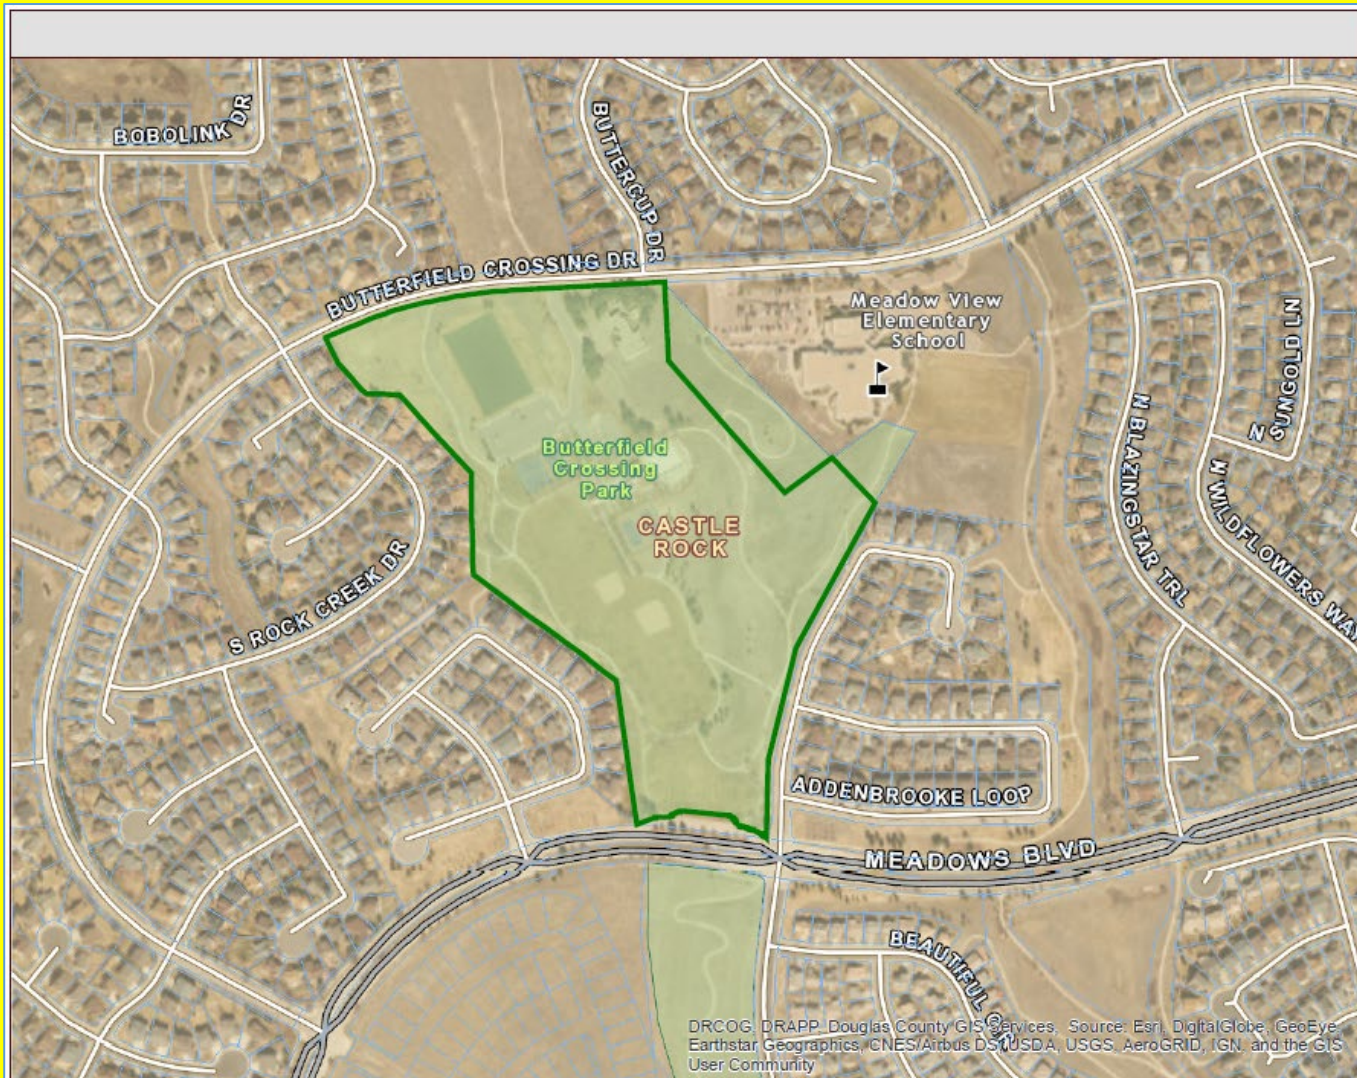 BOBOLINK DR
BUTTERCUP DR
BUTTERFIELD CROSSING DR
Meadow View
Elementary
School
N SUNGOLD LN
N BLAZINGSTAR TRL
N WILDFLOWERS WAY
Butterfield
Crossing
Park
CASTLE
ROCK
S ROCK CREEK DR
ADDENBROOKE LOOP
MEADOWS BLVD
BEAUTIFUL
DRCOG, DRAPP, Douglas County GIS Services, Source: Esri, DigitalGlobe, GeoEye,
Earthstar Geographics, CNES/Airbus DS, USDA, USGS, AeroGRID, IGN, and the GIS
User Community